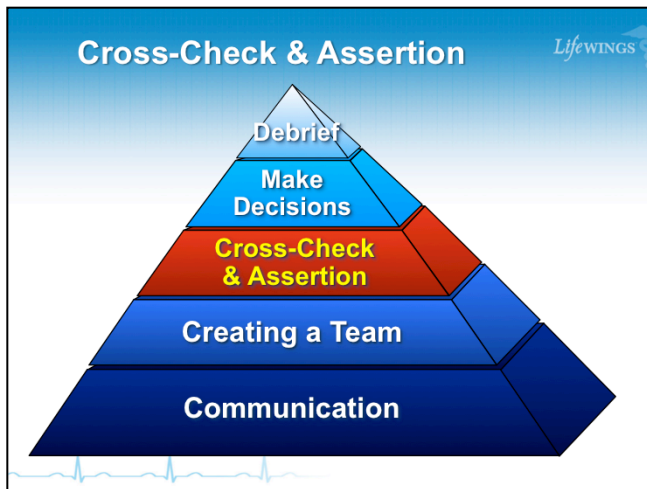 Cross-Check & Assertion
LifeWINGS
Debrief
Make
Decisions
Cross-Check
& Assertion
Creating a Team
Communication